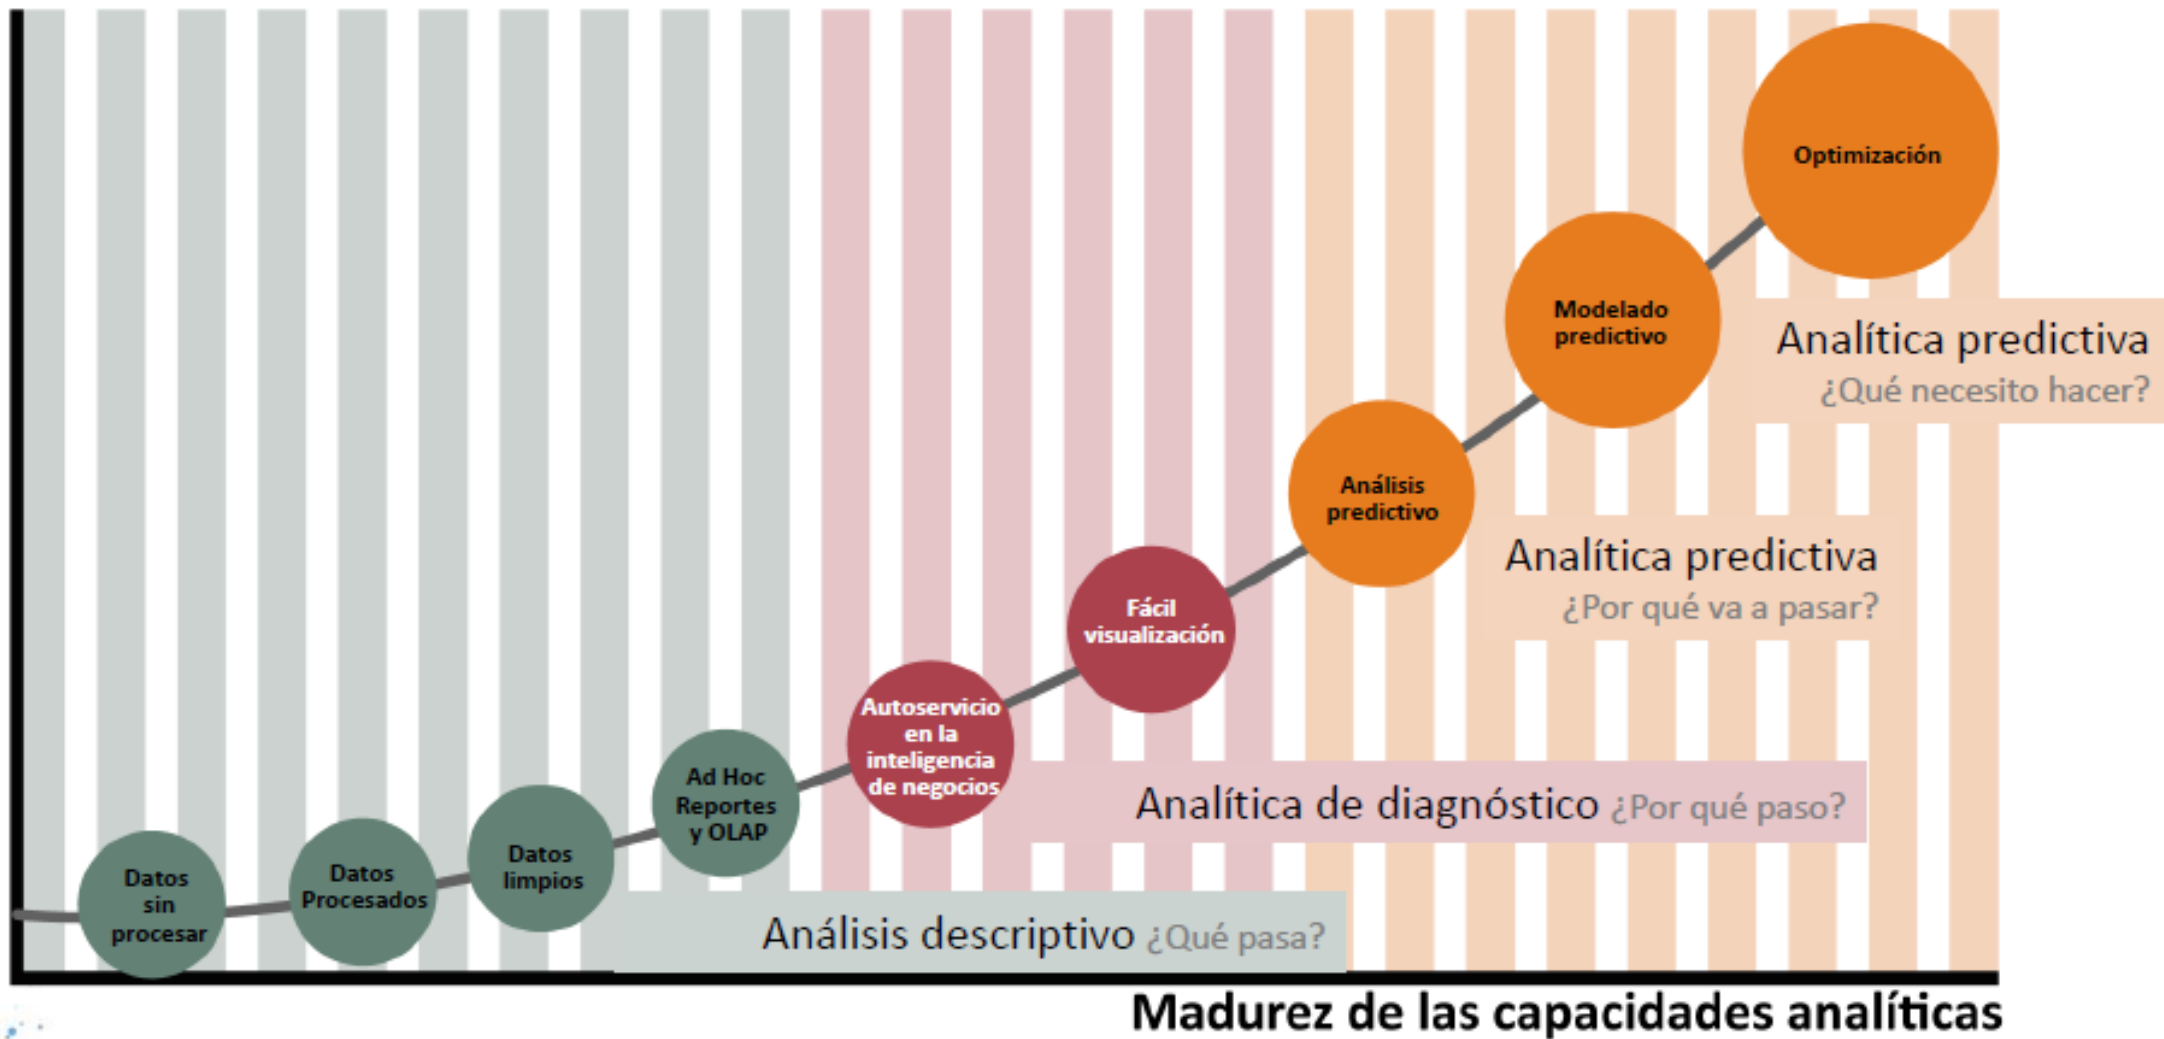 Optimización
Modelado
predictivo
Analítica predictiva
¿Qué necesito hacer?
Análisis
predictivo
Analítica predictiva
¿Por qué va a pasar?
Fácil
visualización
Autoservicio
en la
inteligencia
de negocios
Analítica de diagnóstico ¿Por qué paso?
Ad Hoc
Reportes
y OLAP
Datos
limpios
Datos
Procesados
Datos
sin
procesar
Análisis descriptivo ¿Qué pasa?
Madurez de las capacidades analíticas